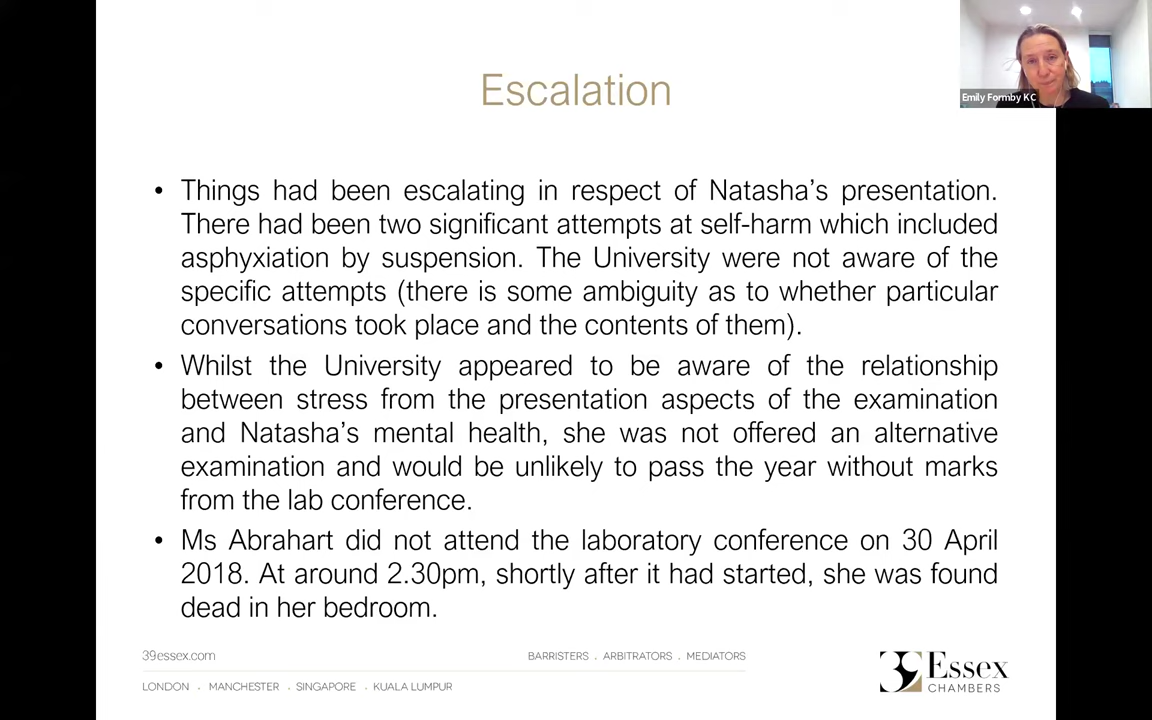 Emily Formby KC
Escalation
• Things had been escalating in respect of Natasha’s presentation.
There had been two significant attempts at self-harm which included
asphyxiation by suspension. The University were not aware of the
specific attempts (there is some ambiguity as to whether particular
conversations took place and the contents of them).
• Whilst the University appeared to be aware of the relationship
between stress from the presentation aspects of the examination
and Natasha’s mental health, she was not offered an alternative
examination and would be unlikely to pass the year without marks
from the lab conference.
• Ms Abrahart did not attend the laboratory conference on 30 April
2018. At around 2.30pm, shortly after it had started, she was found
dead in her bedroom.
39essex.com
BARRISTERS . ARBITRATORS . MEDIATORS
LONDON . MANCHESTER . SINGAPORE . KUALA LUMPUR
39 Essex
CHAMBERS